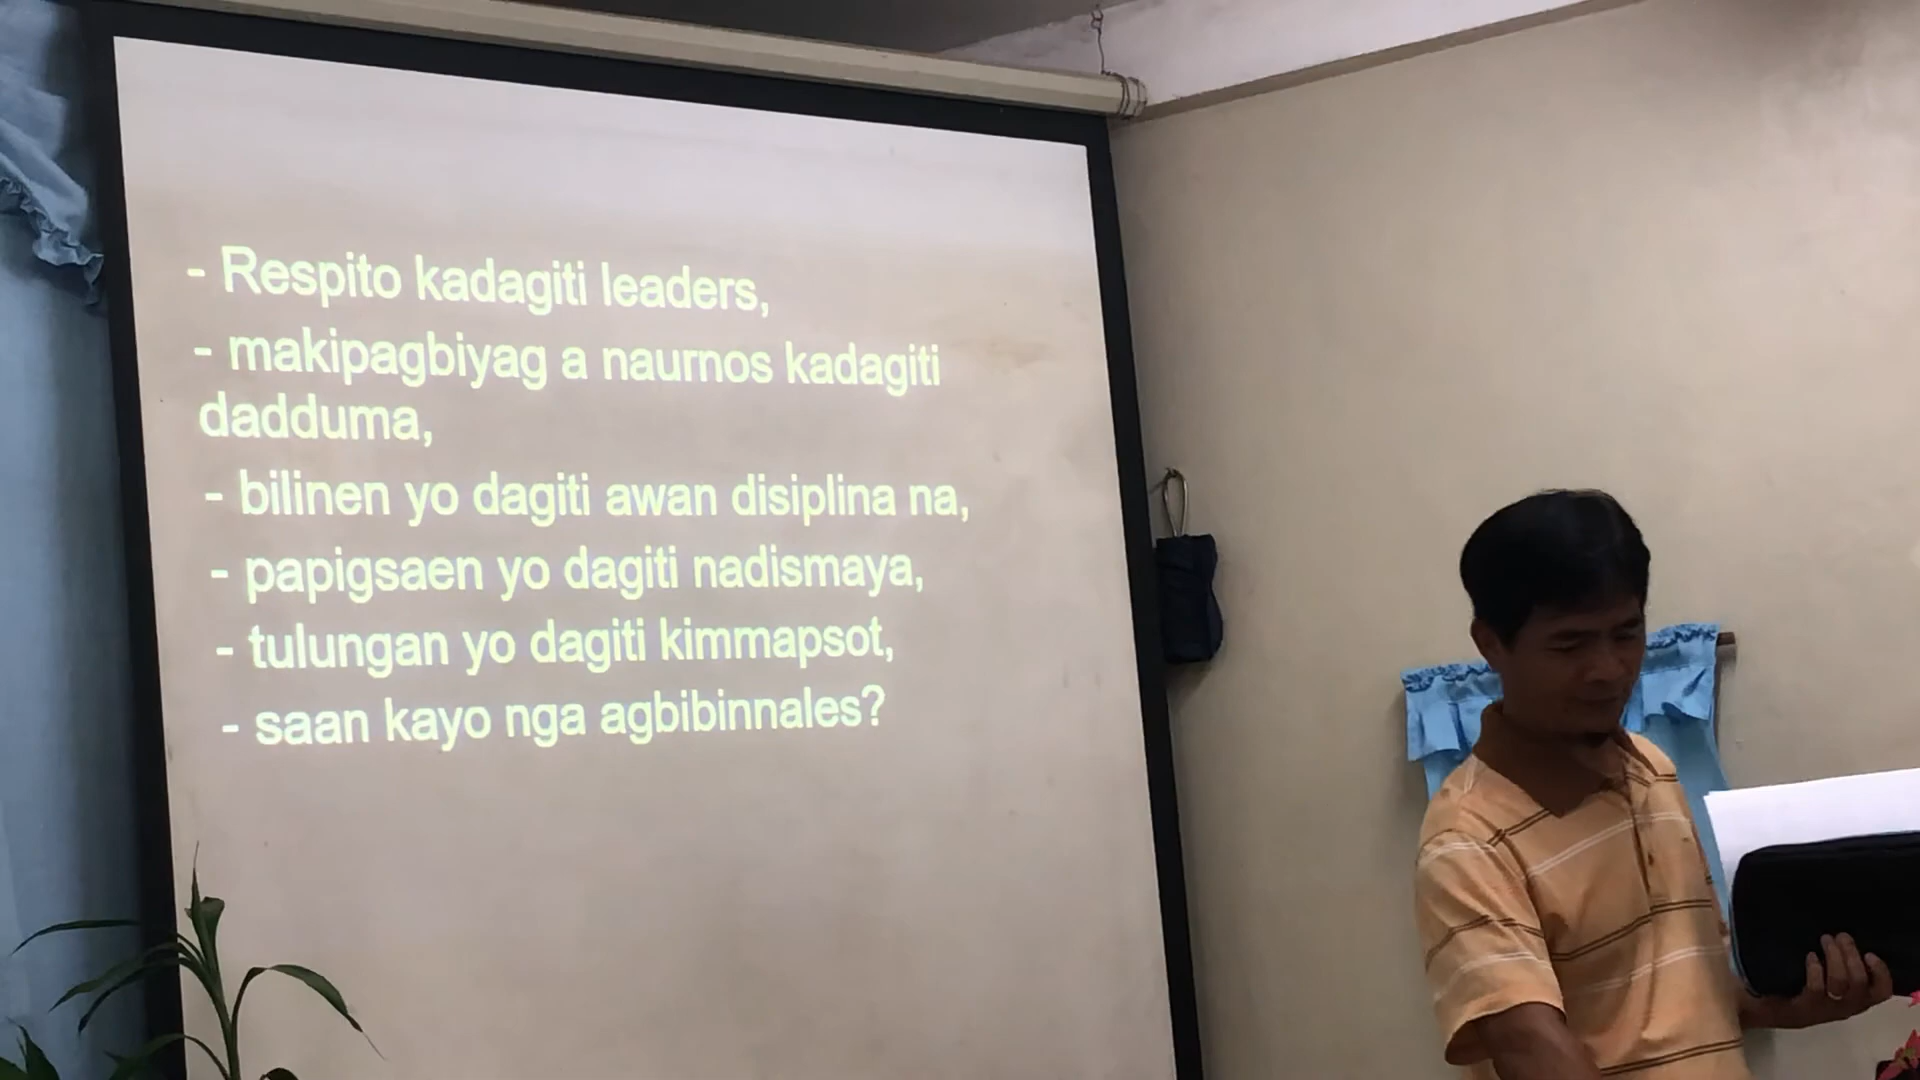 - Respito kadagiti leaders,
- makipagbiyag a naurnos kadagiti
dadduma,
- bilinen yo dagiti awan disiplina na,
- papigsaen yo dagiti nadismaya,
- tulungan yo dagiti kimmapsot,
- saan kayo nga agbibinnales?